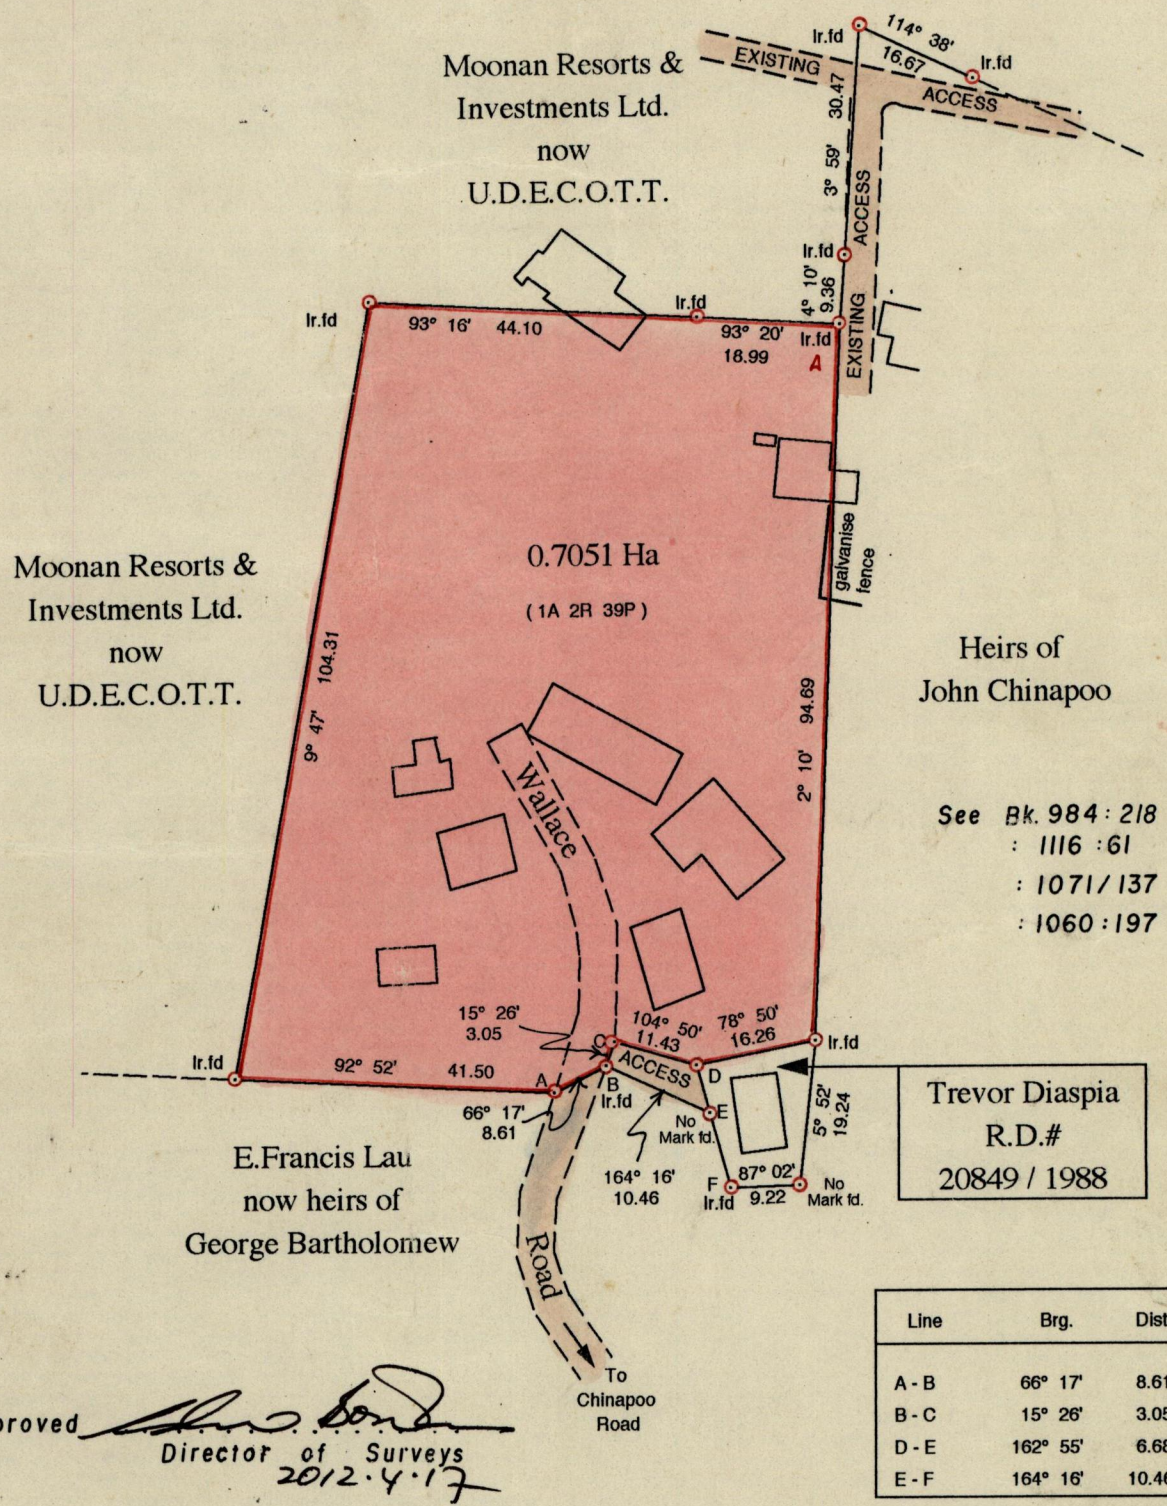 114° 38'
16.67
Ir.fd
Ir.fd
EXISTING
ACCESS
Moonan Resorts &
Investments Ltd.
now
U.D.E.C.O.T.T.
3° 59' 30.47
ACCESS
Ir.fd
4° 10'
9.36
EXISTING
Ir.fd
93° 16' 44.10
Ir.fd
93° 20'
18.99
Ir.fd
A
0.7051 Ha
( 1A 2R 39P )
galvanise
fence
Moonan Resorts &
Investments Ltd.
now
U.D.E.C.O.T.T.
9° 47' 104.31
Heirs of
John Chinapoo
2° 10' 94.69
See Bk. 984 : 218
: 1116 : 61
: 1071/137
: 1060 : 197
Wallace
15° 26'
3.05
104° 50'
11.43
78° 50'
16.26
Ir.fd
C
ACCESS
D
Ir.fd
92° 52' 41.50
A
B
Ir.fd
E
No
Mark fd.
66° 17'
8.61
164° 16'
10.46
5° 52'
19.24
F
Ir.fd
87° 02'
9.22
No
Mark fd.
Trevor Diaspia
R.D.#
20849 / 1988
E.Francis Lau
now heirs of
George Bartholomew
Road
To
Chinapoo
Road
Line Brg. Dist
A - B 66° 17' 8.61
B - C 15° 26' 3.05
D - E 162° 55' 6.68
E - F 164° 16' 10.46
proved
Director of Surveys
2012.4.17